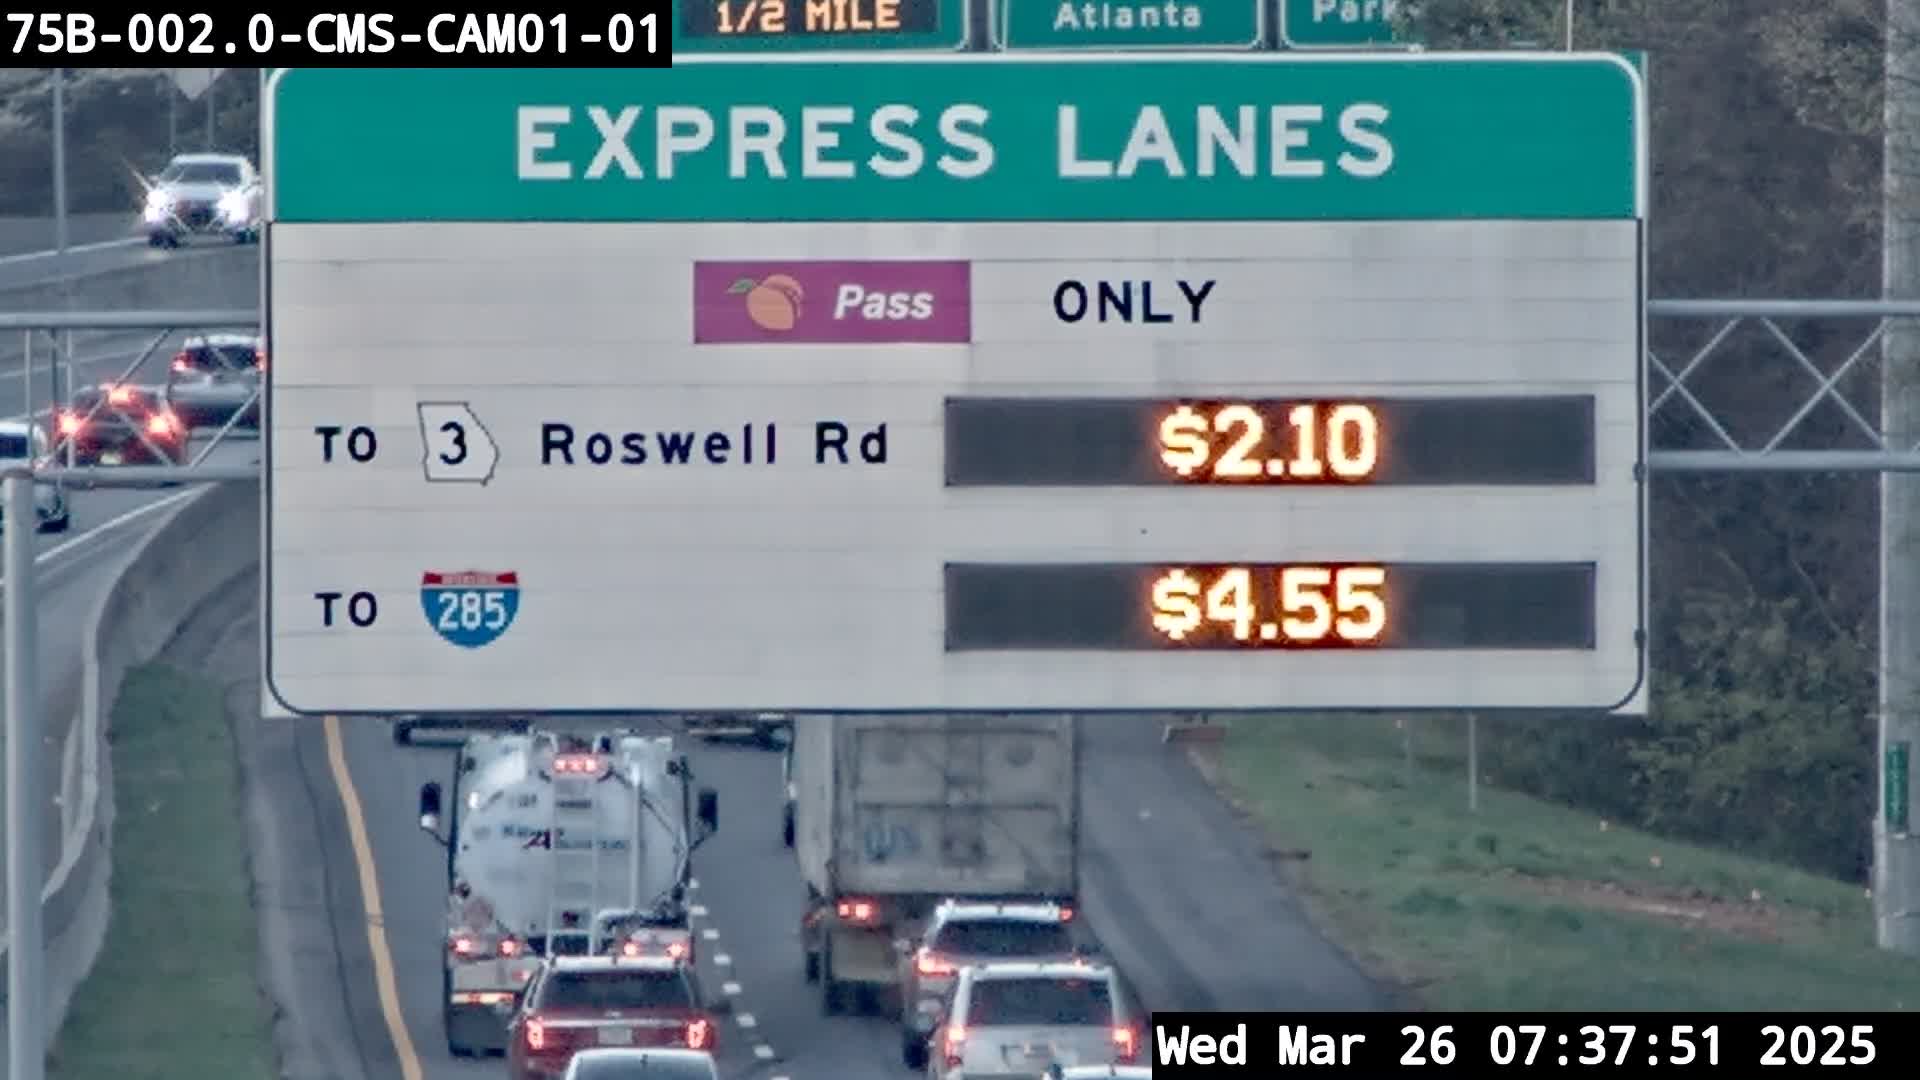 75B-002.0-CMS-CAM01-01
1/2 MILE
Atlanta
Park
EXPRESS LANES
Pass ONLY
TO 3 Roswell Rd $2.10
TO 285 $4.55
Wed Mar 26 07:37:51 2025